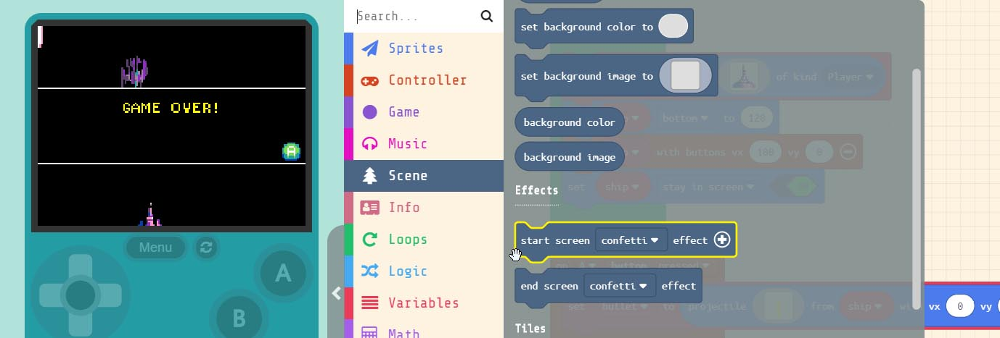 GAME OVER!
A
Menu
A
B
Search...
Sprites
Controller
Game
Music
Scene
Info
Loops
Logic
Variables
Math
set background color to
set background image to
of kind Player
background color
bottom to 128
background image
with buttons vx 100 vy 0
Effects
set ship stay in screen
start screen confetti effect
on A button pressed
end screen confetti effect
set bullet to projectile from ship wi vx 0 vy
Tiles